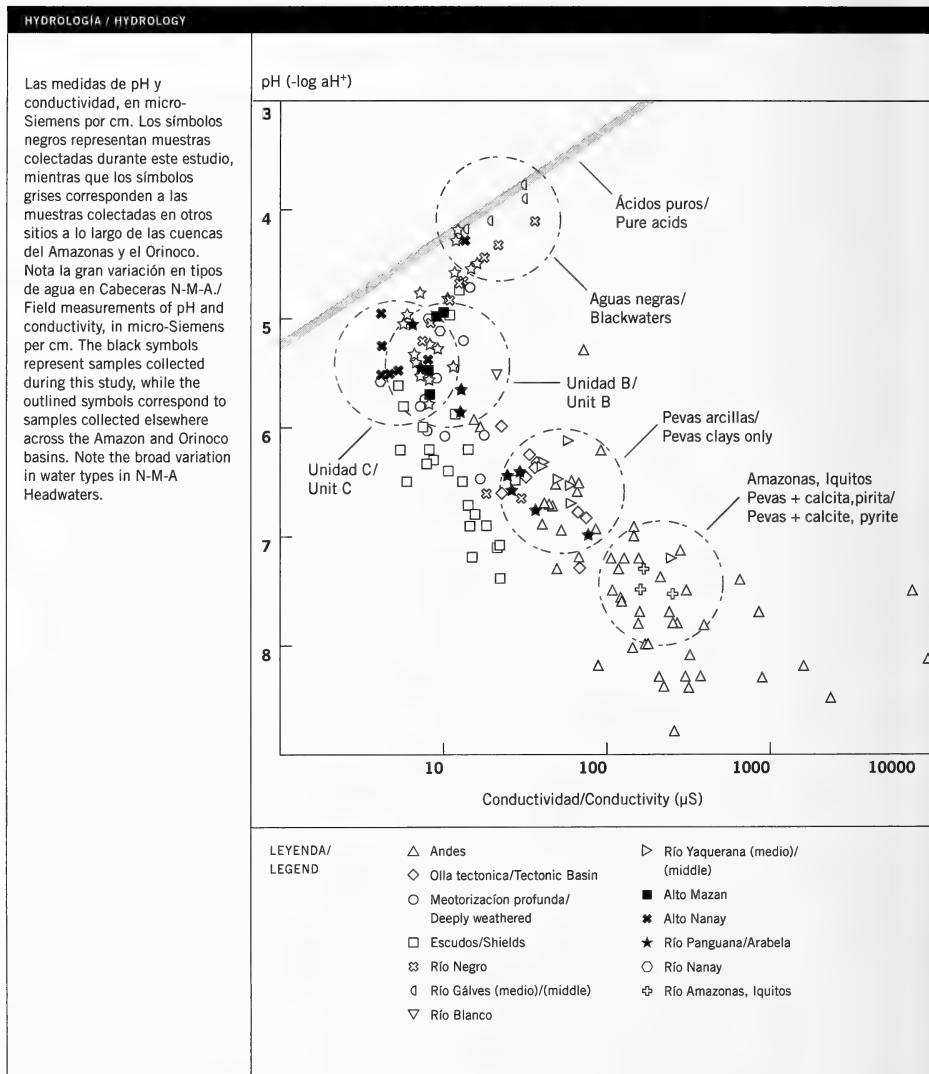 HYDROLOGÍA / HYDROLOGY
Las medidas de pH y
conductividad, en micro-
Siemens por cm. Los símbolos
negros representan muestras
colectadas durante este estudio,
mientras que los símbolos
grises corresponden a las
muestras colectadas en otros
sitios a lo largo de las cuencas
del Amazonas y el Orinoco.
Nota la gran variación en tipos
de agua en Cabeceras N-M-A./
Field measurements of pH and
conductivity, in micro-Siemens
per cm. The black symbols
represent samples collected
during this study, while the
outlined symbols correspond to
samples collected elsewhere
across the Amazon and Orinoco
basins. Note the broad variation
in water types in N-M-A
Headwaters.
pH (-log aH⁺)
3
4
5
6
7
8
Ácidos puros/
Pure acids
Aguas negras/
Blackwaters
Unidad B/
Unit B
Unidad C/
Unit C
Pevas arcillas/
Pevas clays only
Amazonas, Iquitos
Pevas + calcita,pirita/
Pevas + calcite, pyrite
10 100 1000 10000
Conductividad/Conductivity (µS)
LEYENDA/
LEGEND
Andes
Olla tectonica/Tectonic Basin
Meotorizacíon profunda/
Deeply weathered
Escudos/Shields
Río Negro
Río Gálves (medio)/(middle)
Río Blanco
Río Yaquerana (medio)/
(middle)
Alto Mazan
Alto Nanay
Río Panguana/Arabela
Río Nanay
Río Amazonas, Iquitos